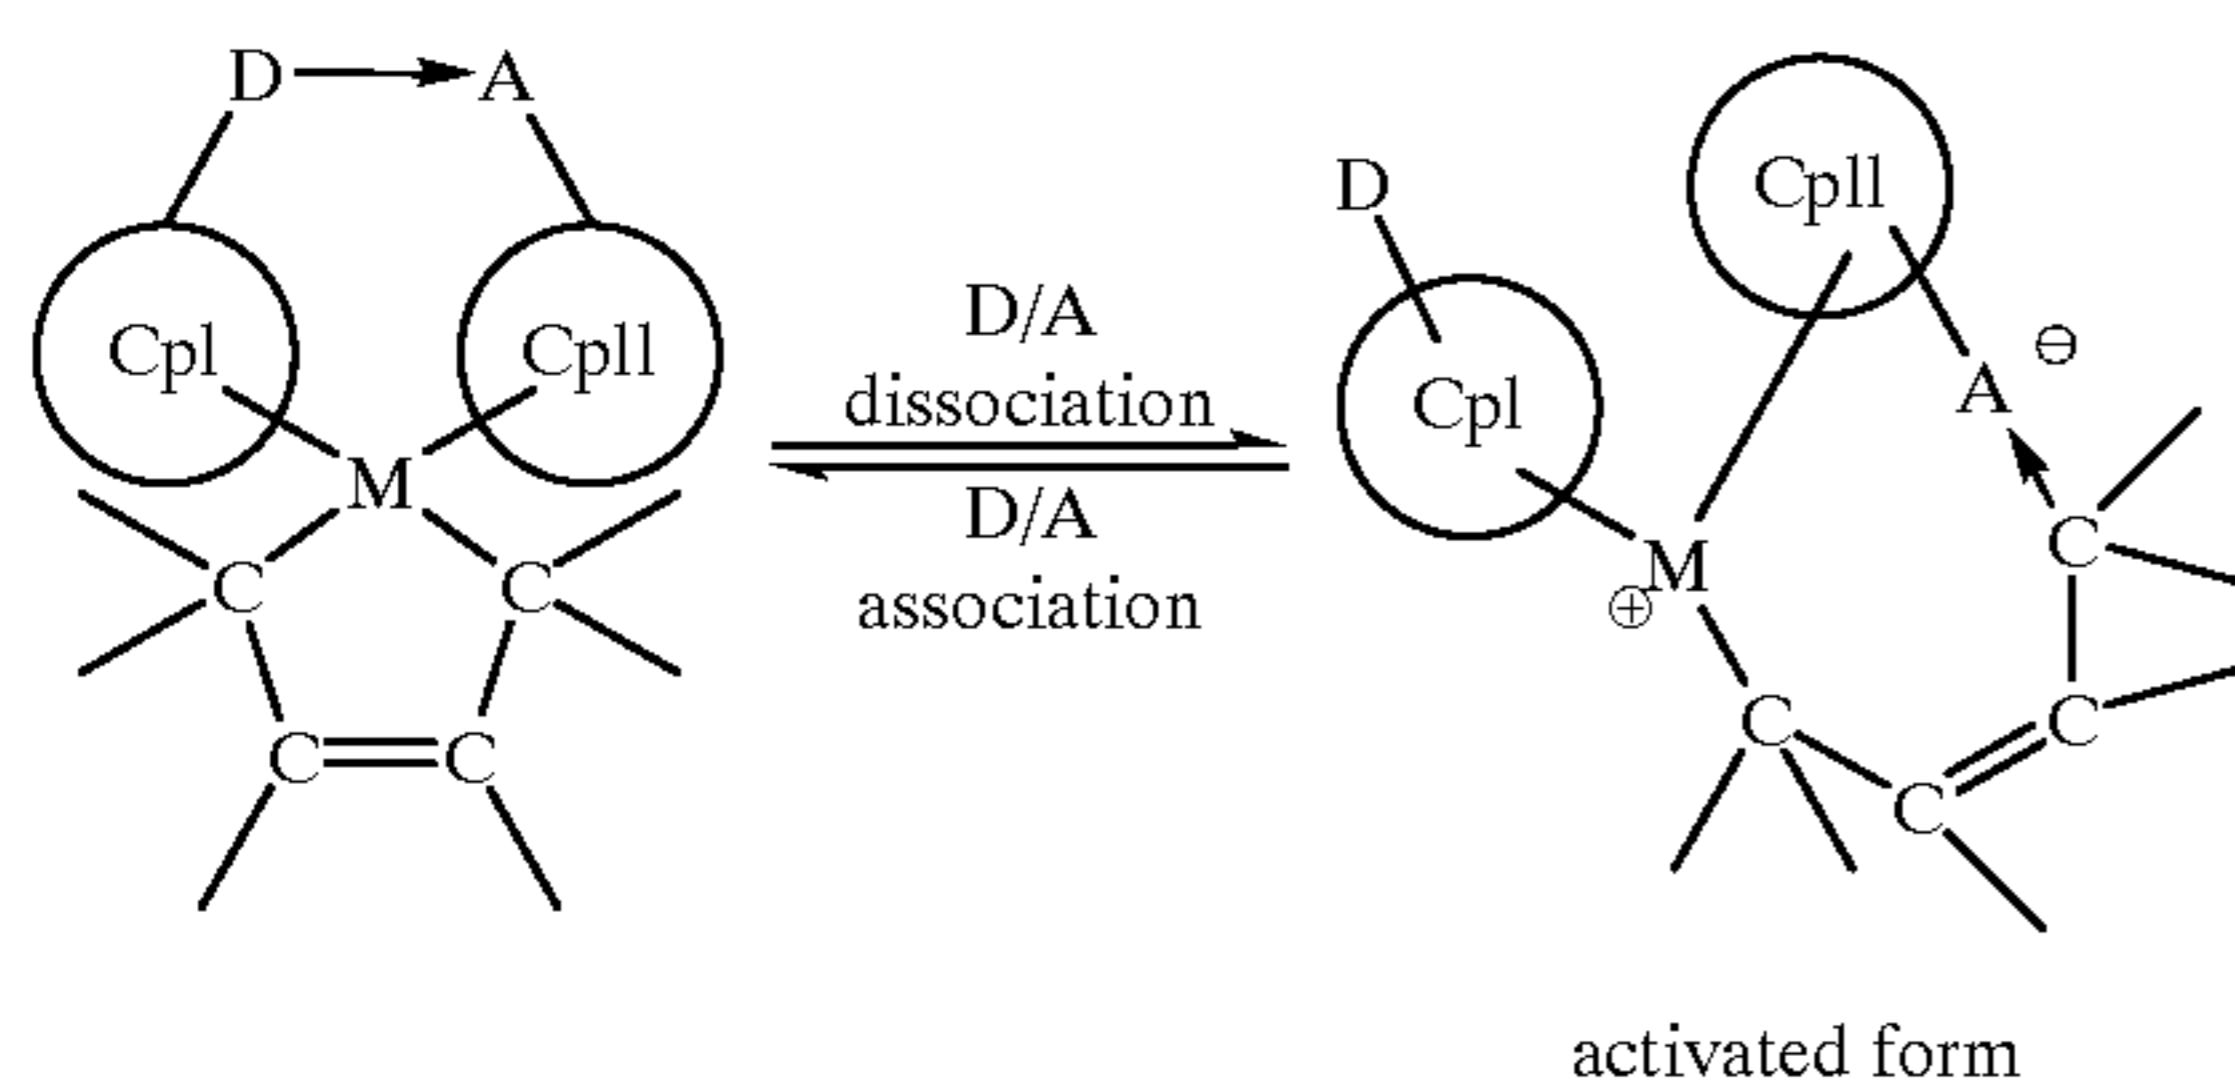 D A
CpI CpII
M
C C
C C
D/A
dissociation
D/A
association
D
CpII
CpI
A ⊖
M
⊕
C
C
C
C
activated form